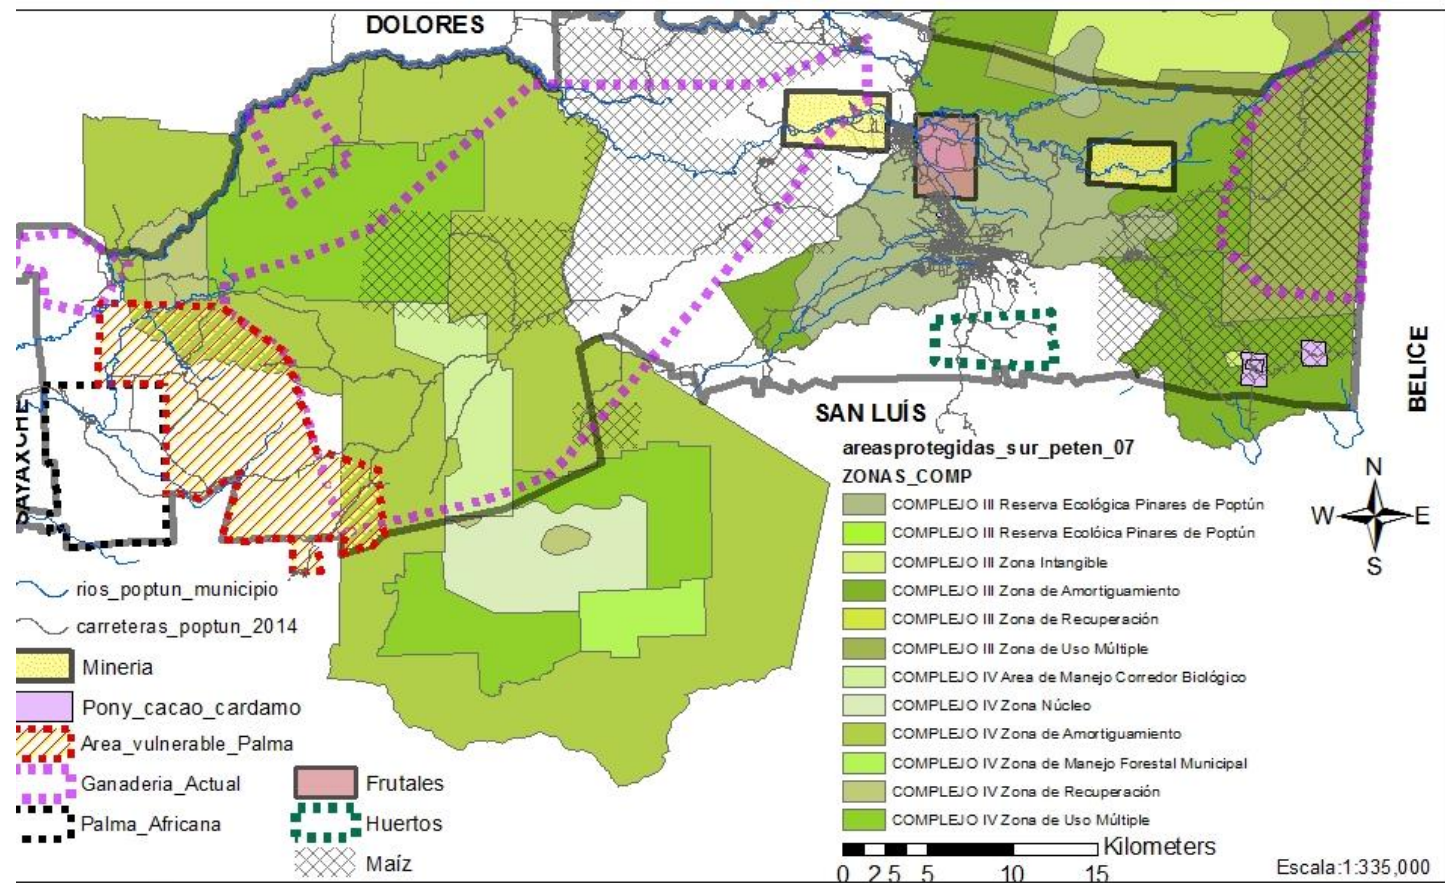 DOLORES
BELICE
SAYAXCHE
SAN LUÍS
areasprotegidas_sur_peten_07
ZONAS_COMP
COMPLEJO III Reserva Ecológica Pinares de Poptún
COMPLEJO III Reserva Ecolóica Pinares de Poptún
COMPLEJO III Zona Intangible
COMPLEJO III Zona de Amortiguamiento
COMPLEJO III Zona de Recuperación
COMPLEJO III Zona de Uso Múltiple
COMPLEJO IV Area de Manejo Corredor Biológico
COMPLEJO IV Zona Núcleo
COMPLEJO IV Zona de Amortiguamiento
COMPLEJO IV Zona de Manejo Forestal Municipal
COMPLEJO IV Zona de Recuperación
COMPLEJO IV Zona de Uso Múltiple
N
W E
S
rios_poptun_municipio
carreteras_poptun_2014
Mineria
Pony_cacao_cardamo
Area_vulnerable_Palma
Ganaderia_Actual
Palma_Africana
Frutales
Huertos
Maíz
Kilometers
0 2.5 5 10 15
Escala:1:335,000